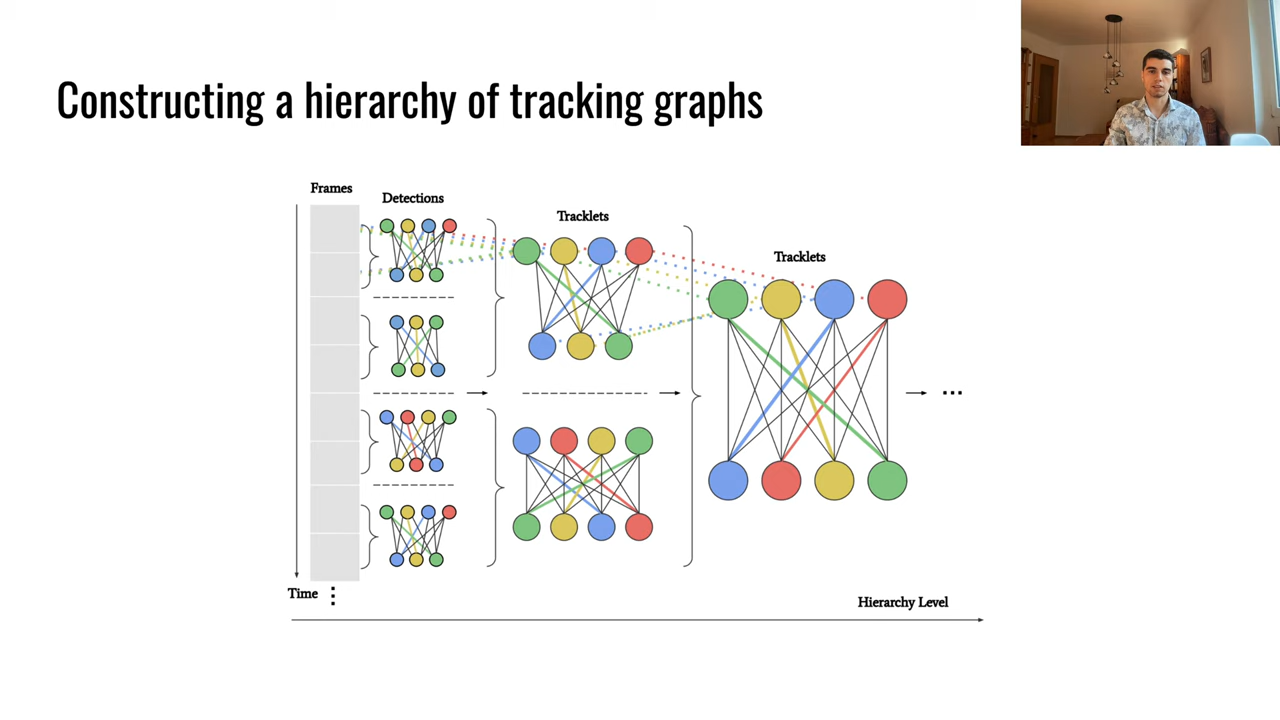 Constructing a hierarchy of tracking graphs
Frames
Detections
Tracklets
Tracklets
...
Time
Hierarchy Level